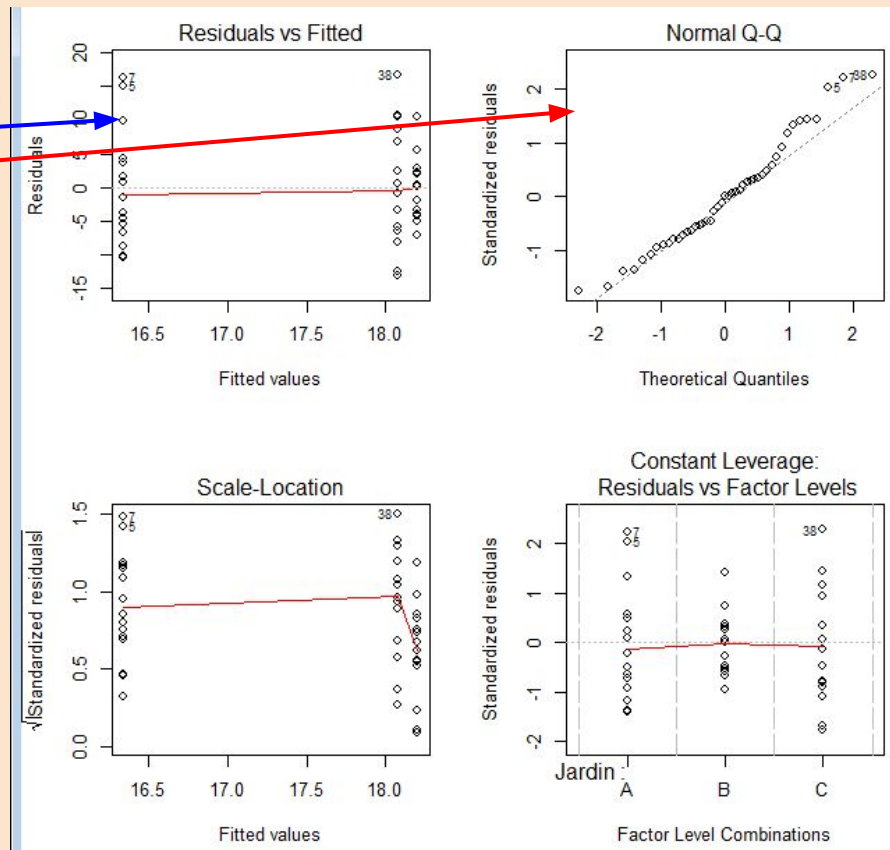 Residuals vs Fitted
Residuals
20
10
5
0
-5
-15
7
5
38
16.5 17.0 17.5 18.0
Fitted values
Normal Q-Q
Standardized residuals
2
1
0
-1
5
7
38
-2 -1 0 1 2
Theoretical Quantiles
Scale-Location
√|Standardized residuals|
1.5
1.0
0.5
0.0
7
5
38
16.5 17.0 17.5 18.0
Fitted values
Constant Leverage:
Residuals vs Factor Levels
Standardized residuals
2
1
0
-1
-2
7
5
38
Jardin :
A B C
Factor Level Combinations